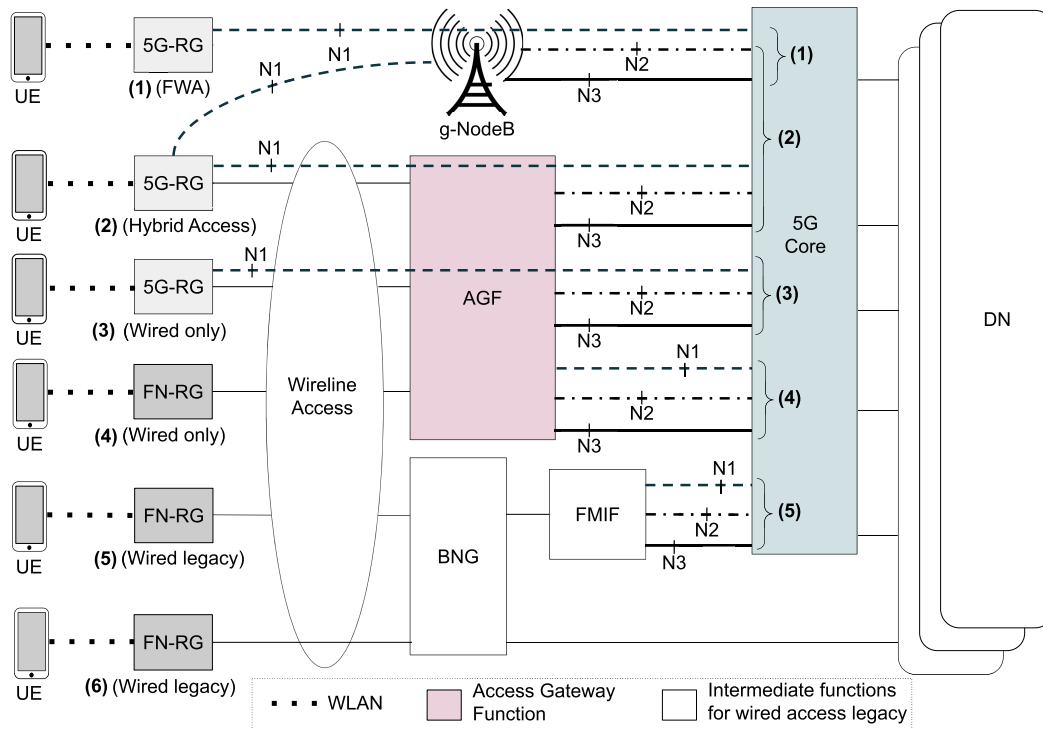 UE
5G-RG
(1) (FWA)
N1
N1
g-NodeB
N2
N3
(1)
(2)
UE
5G-RG
(2) (Hybrid Access)
N1
N2
N3
5G
Core
DN
AGF
UE
5G-RG
(3) (Wired only)
N1
N2
N3
(3)
UE
FN-RG
(4) (Wired only)
Wireline
Access
N1
N2
N3
(4)
UE
FN-RG
(5) (Wired legacy)
BNG
FMIF
N1
N2
N3
(5)
UE
FN-RG
(6) (Wired legacy)
WLAN
Access Gateway
Function
Intermediate functions
for wired access legacy